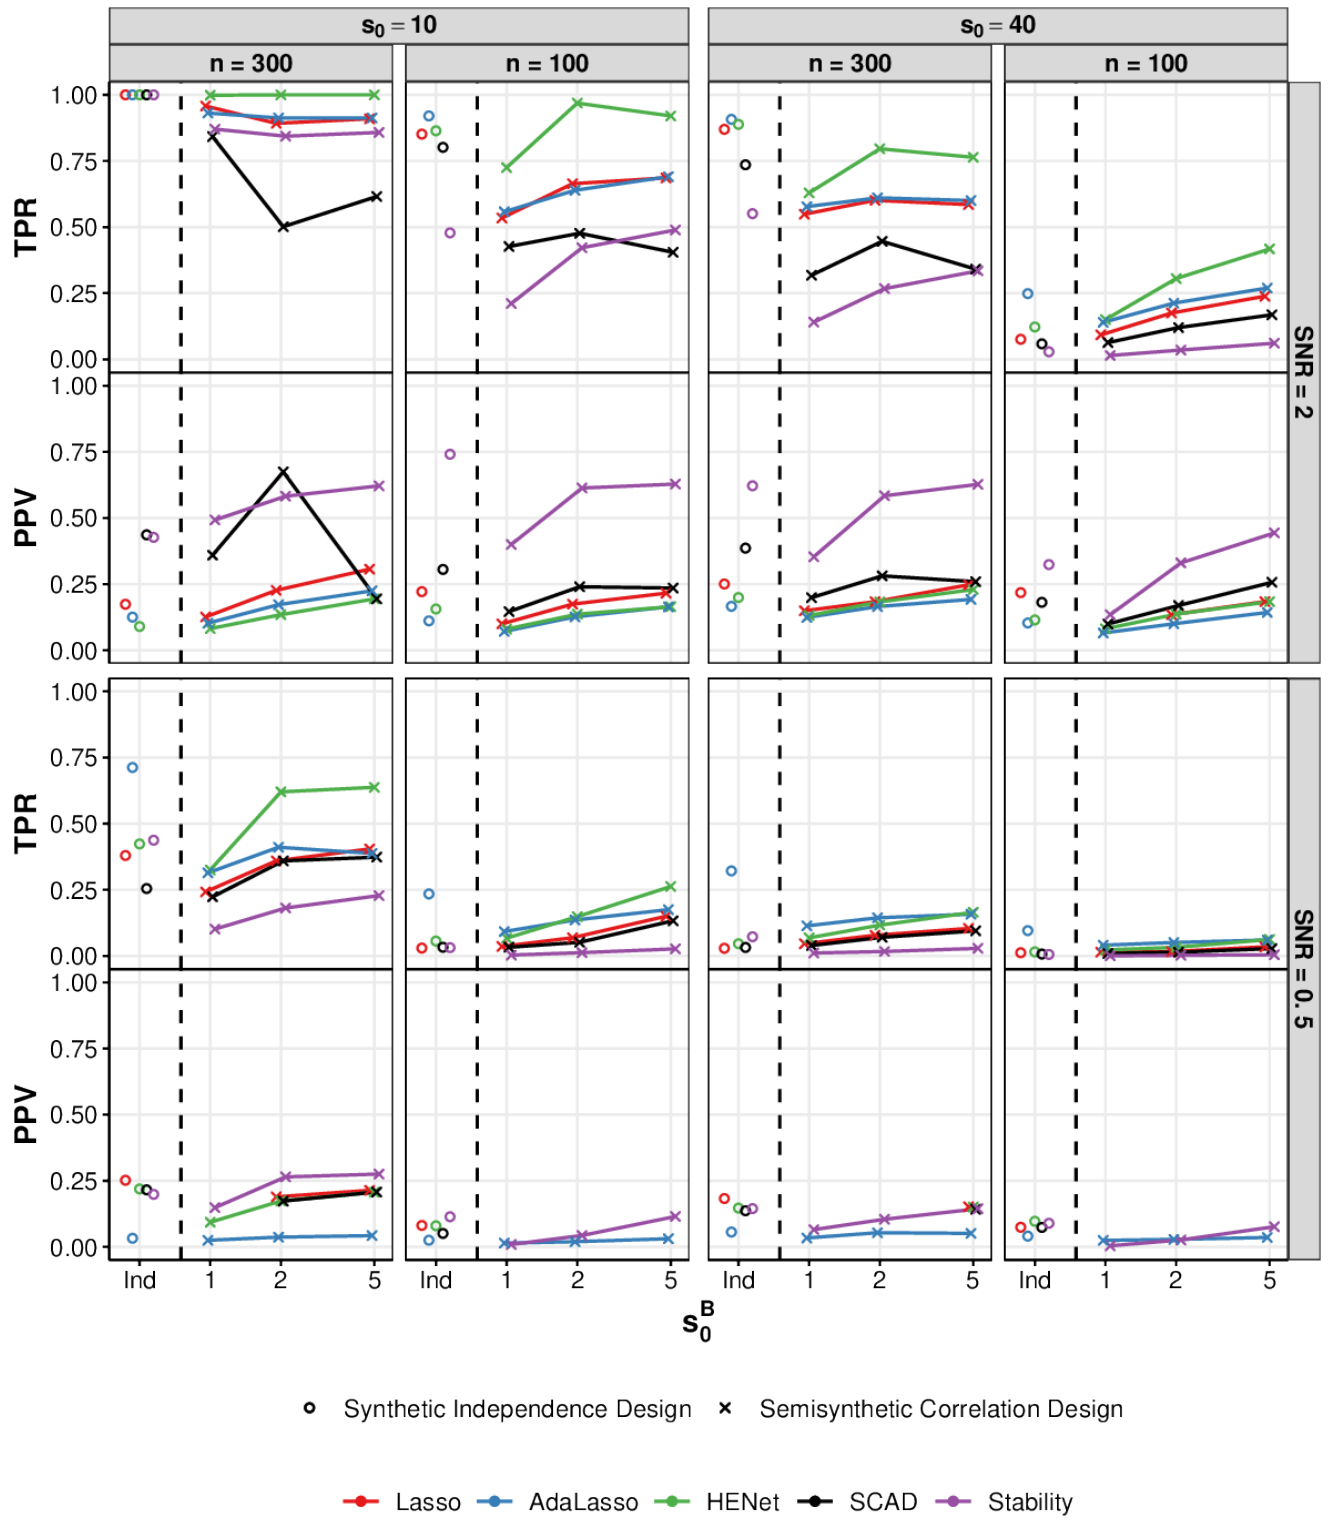 s₀ = 10
s₀ = 40
n = 300
n = 100
n = 300
n = 100
TPR
1.00
0.75
0.50
0.25
0.00
PPV
1.00
0.75
0.50
0.25
0.00
SNR = 2
TPR
1.00
0.75
0.50
0.25
0.00
PPV
1.00
0.75
0.50
0.25
0.00
SNR = 0.5
Ind 1 2 5
Ind 1 2 5
Ind 1 2 5
Ind 1 2 5
s₀ᴮ
Synthetic Independence Design
Semisynthetic Correlation Design
Lasso AdaLasso HENet SCAD Stability